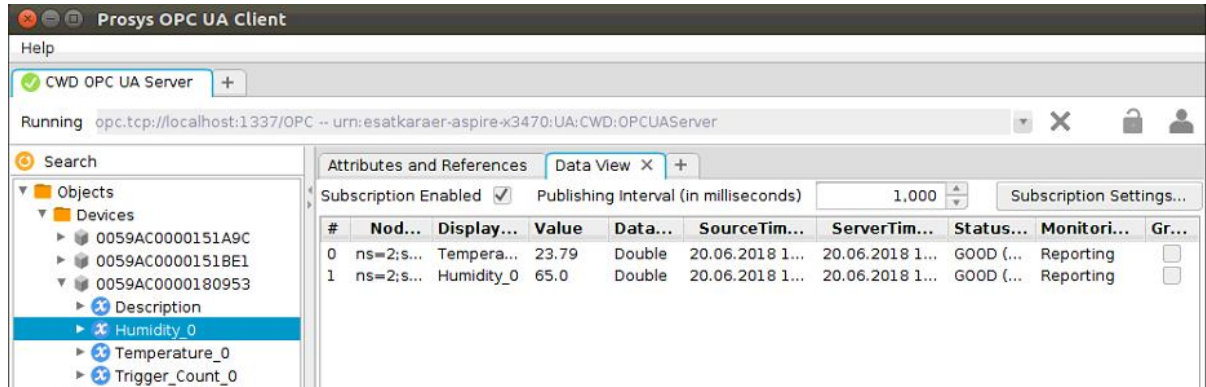 Prosys OPC UA Client
Help
CWD OPC UA Server +
Running opc.tcp://localhost:1337/OPC -- urn:esatkaraer-aspire-x3470:UA:CWD:OPCUAServer
Search
Objects
Devices
0059AC0000151A9C
0059AC0000151BE1
0059AC0000180953
Description
Humidity_0
Temperature_0
Trigger_Count_0
Attributes and References Data View × +
Subscription Enabled Publishing Interval (in milliseconds) 1,000 Subscription Settings...
# Nod... Display... Value Data... SourceTim... ServerTim... Status... Monitori... Gr...
0 ns=2;s... Tempera... 23.79 Double 20.06.2018 1... 20.06.2018 1... GOOD (... Reporting
1 ns=2;s... Humidity_0 65.0 Double 20.06.2018 1... 20.06.2018 1... GOOD (... Reporting